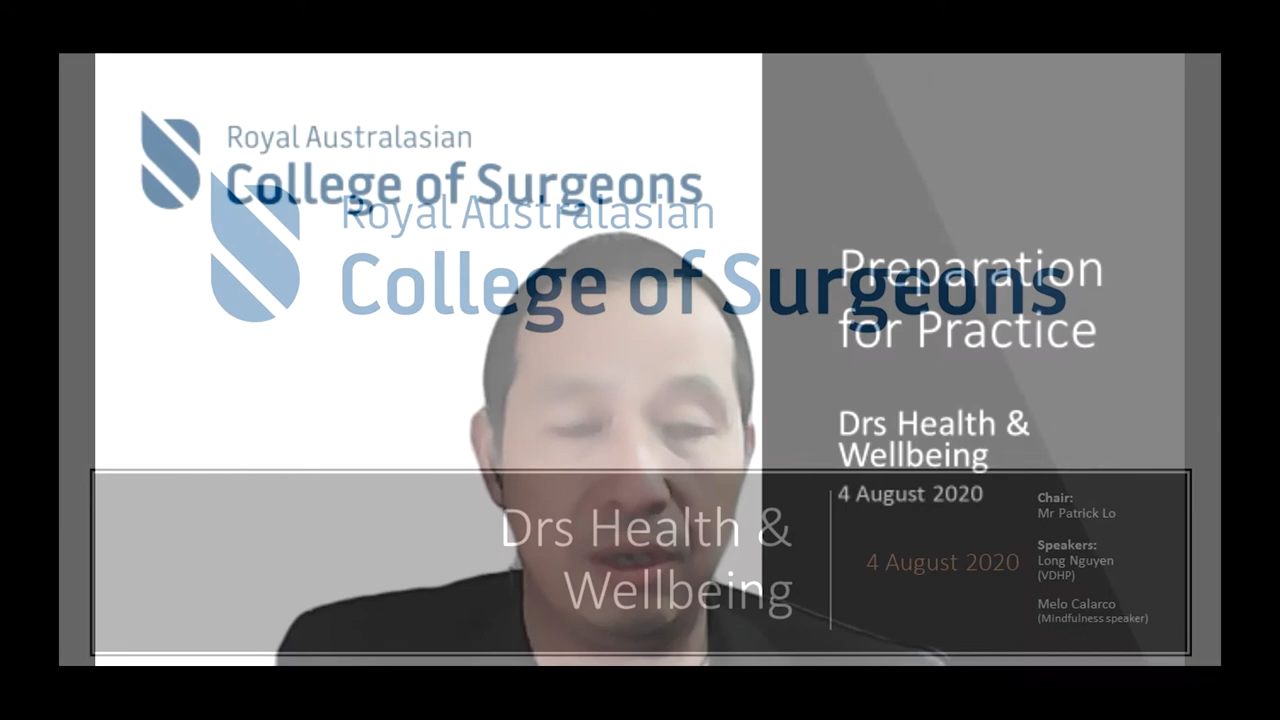 Royal Australasian
College of Surgeons
Royal Australasian
College of Surgeons
Preparation
for Practice
Drs Health &
Wellbeing
4 August 2020
Drs Health &
Wellbeing
4 August 2020
Chair:
Mr Patrick Lo
Speakers:
Long Nguyen
(VDHP)
Melo Calarco
(Mindfulness speaker)